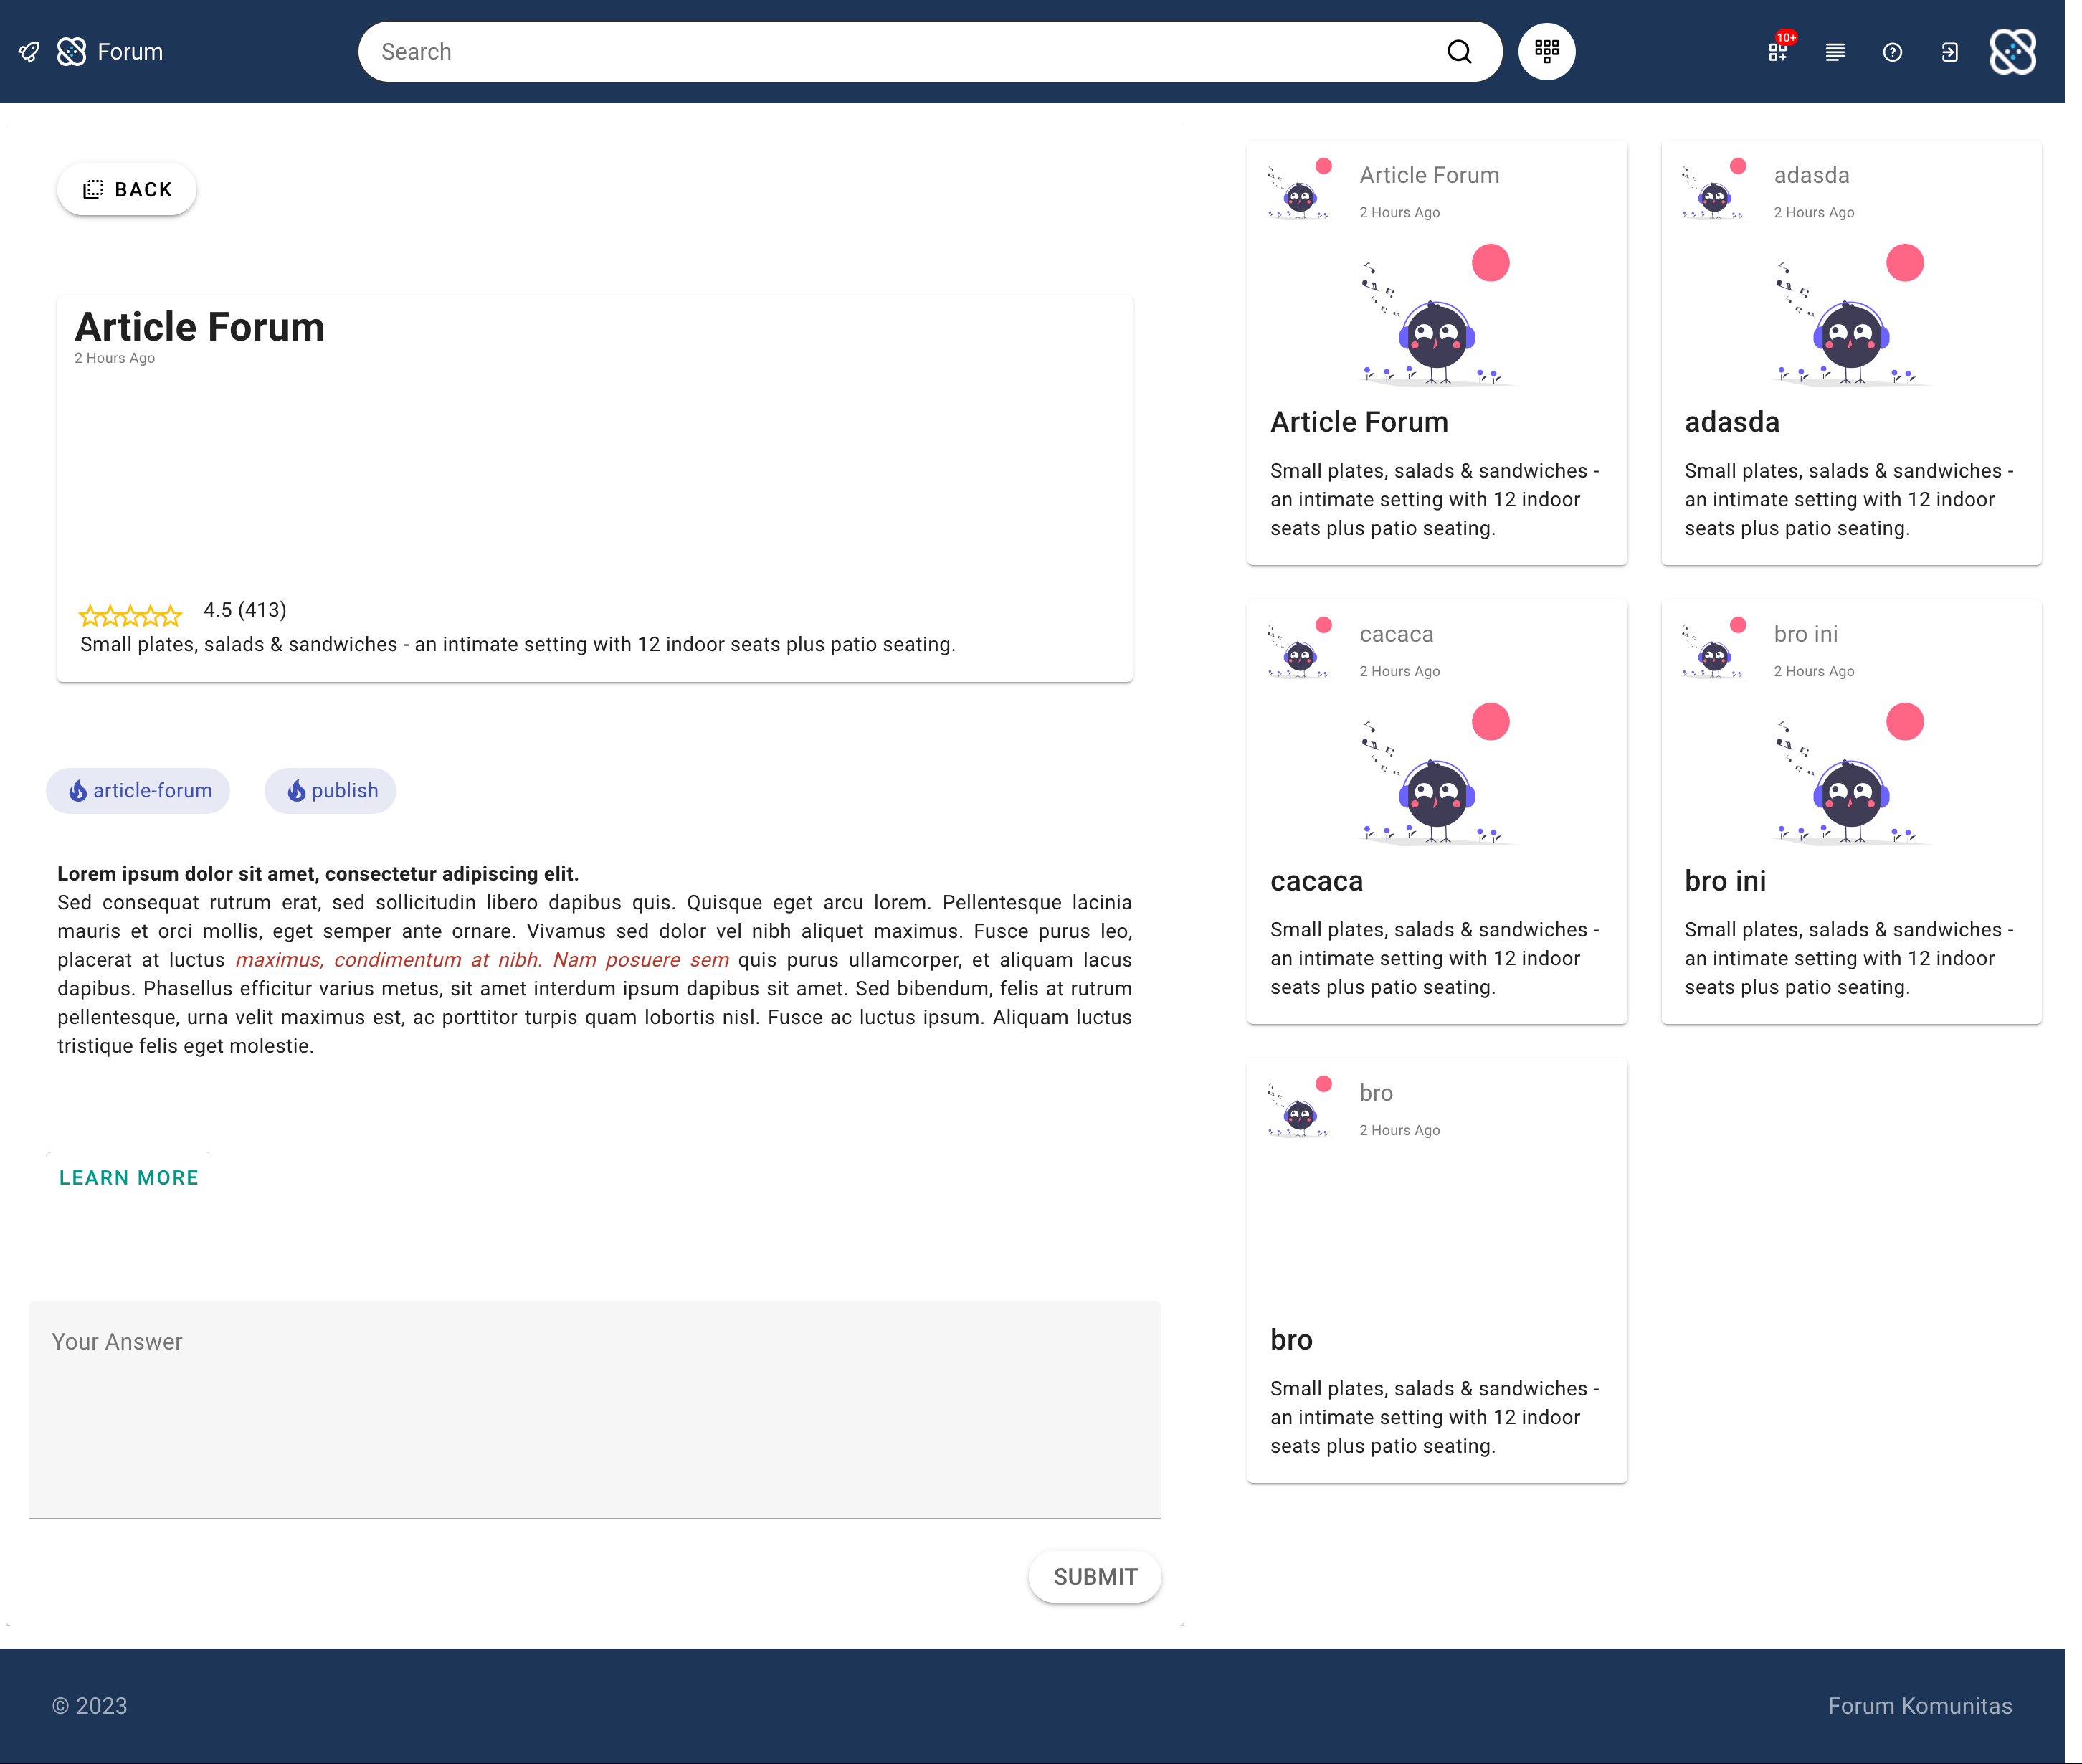 Forum
Search
10+
BACK
Article Forum
2 Hours Ago
4.5 (413)
Small plates, salads & sandwiches - an intimate setting with 12 indoor seats plus patio seating.
article-forum
publish
Lorem ipsum dolor sit amet, consectetur adipiscing elit.
Sed consequat rutrum erat, sed sollicitudin libero dapibus quis. Quisque eget arcu lorem. Pellentesque lacinia
mauris et orci mollis, eget semper ante ornare. Vivamus sed dolor vel nibh aliquet maximus. Fusce purus leo,
placerat at luctus maximus, condimentum at nibh. Nam posuere sem quis purus ullamcorper, et aliquam lacus
dapibus. Phasellus efficitur varius metus, sit amet interdum ipsum dapibus sit amet. Sed bibendum, felis at rutrum
pellentesque, urna velit maximus est, ac porttitor turpis quam lobortis nisl. Fusce ac luctus ipsum. Aliquam luctus
tristique felis eget molestie.
LEARN MORE
Your Answer
SUBMIT
Article Forum
2 Hours Ago
Article Forum
Small plates, salads & sandwiches -
an intimate setting with 12 indoor
seats plus patio seating.
adasda
2 Hours Ago
adasda
Small plates, salads & sandwiches -
an intimate setting with 12 indoor
seats plus patio seating.
cacaca
2 Hours Ago
cacaca
Small plates, salads & sandwiches -
an intimate setting with 12 indoor
seats plus patio seating.
bro ini
2 Hours Ago
bro ini
Small plates, salads & sandwiches -
an intimate setting with 12 indoor
seats plus patio seating.
bro
2 Hours Ago
bro
Small plates, salads & sandwiches -
an intimate setting with 12 indoor
seats plus patio seating.
© 2023
Forum Komunitas